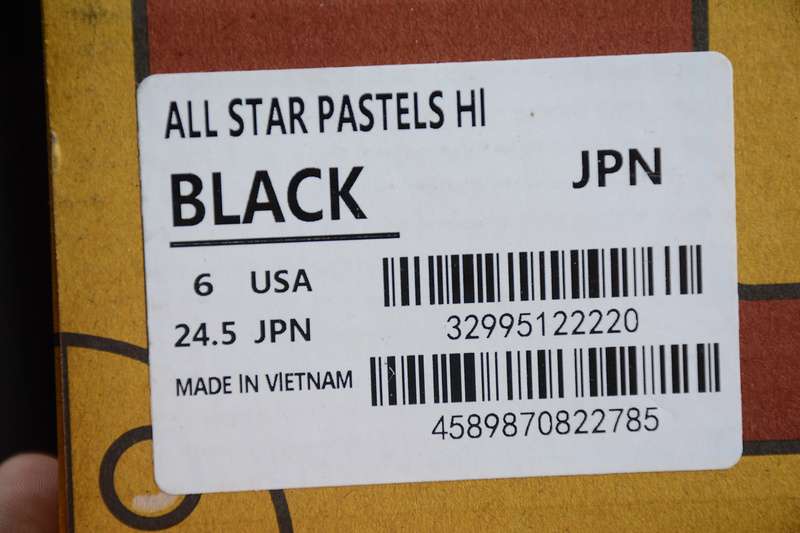 ALL STAR PASTELS HI
BLACK
JPN
6 USA
24.5 JPN
MADE IN VIETNAM
32995122220
4589870822785